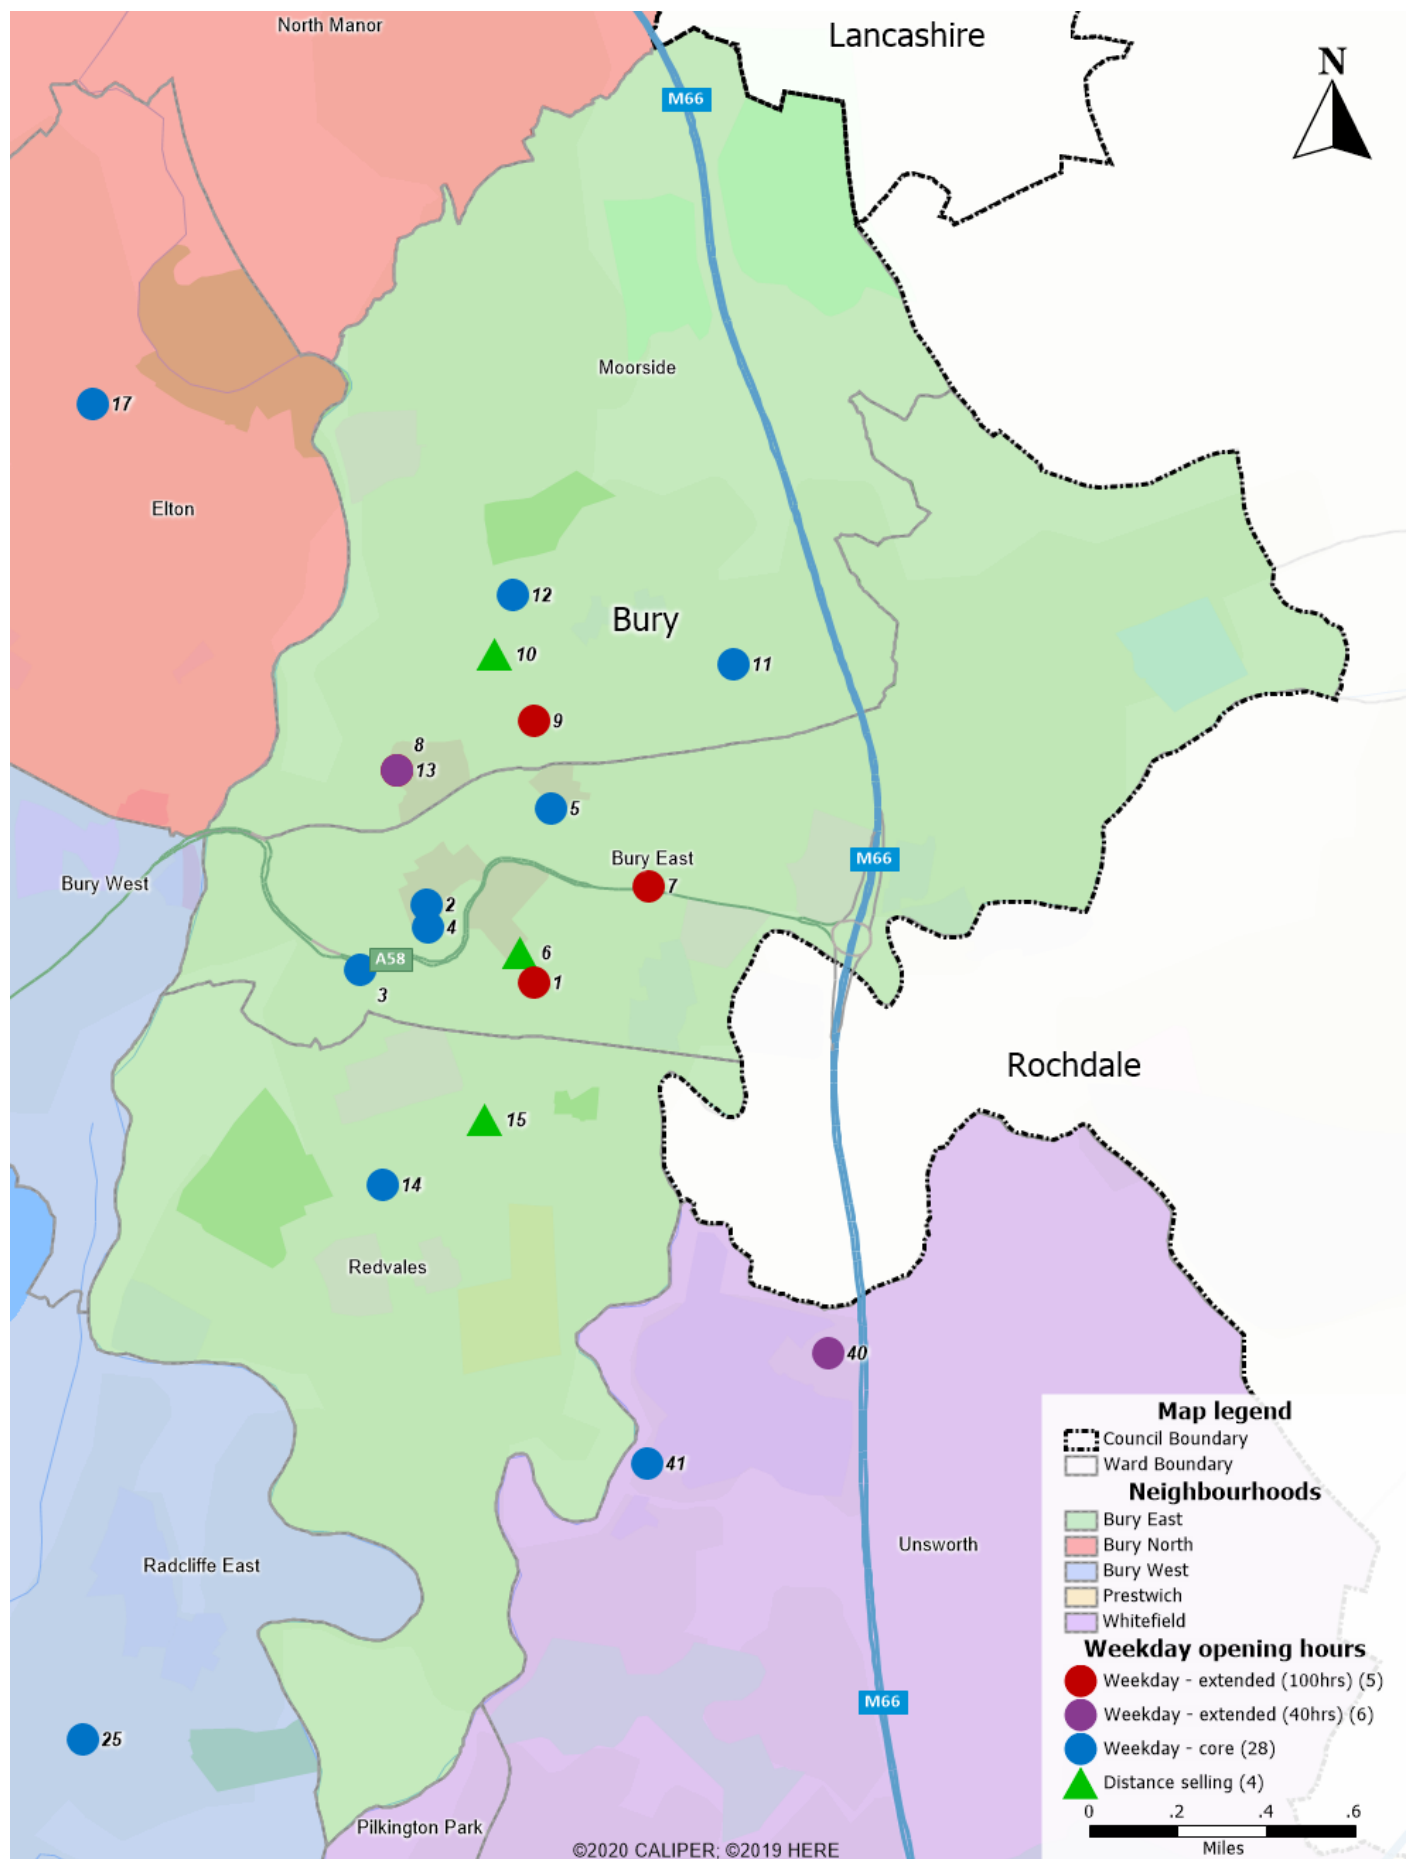 North Manor
Lancashire
N
M66
Moorside
17
Elton
12
Bury
10
11
9
8
13
5
Bury East
M66
Bury West
7
2
4
6
A58
1
3
Rochdale
15
14
Redvales
40
41
Unsworth
Radcliffe East
M66
25
Pilkington Park
Map legend
Council Boundary
Ward Boundary
Neighbourhoods
Bury East
Bury North
Bury West
Prestwich
Whitefield
Weekday opening hours
Weekday - extended (100hrs) (5)
Weekday - extended (40hrs) (6)
Weekday - core (28)
Distance selling (4)
0 .2 .4 .6
Miles
©2020 CALIPER; ©2019 HERE